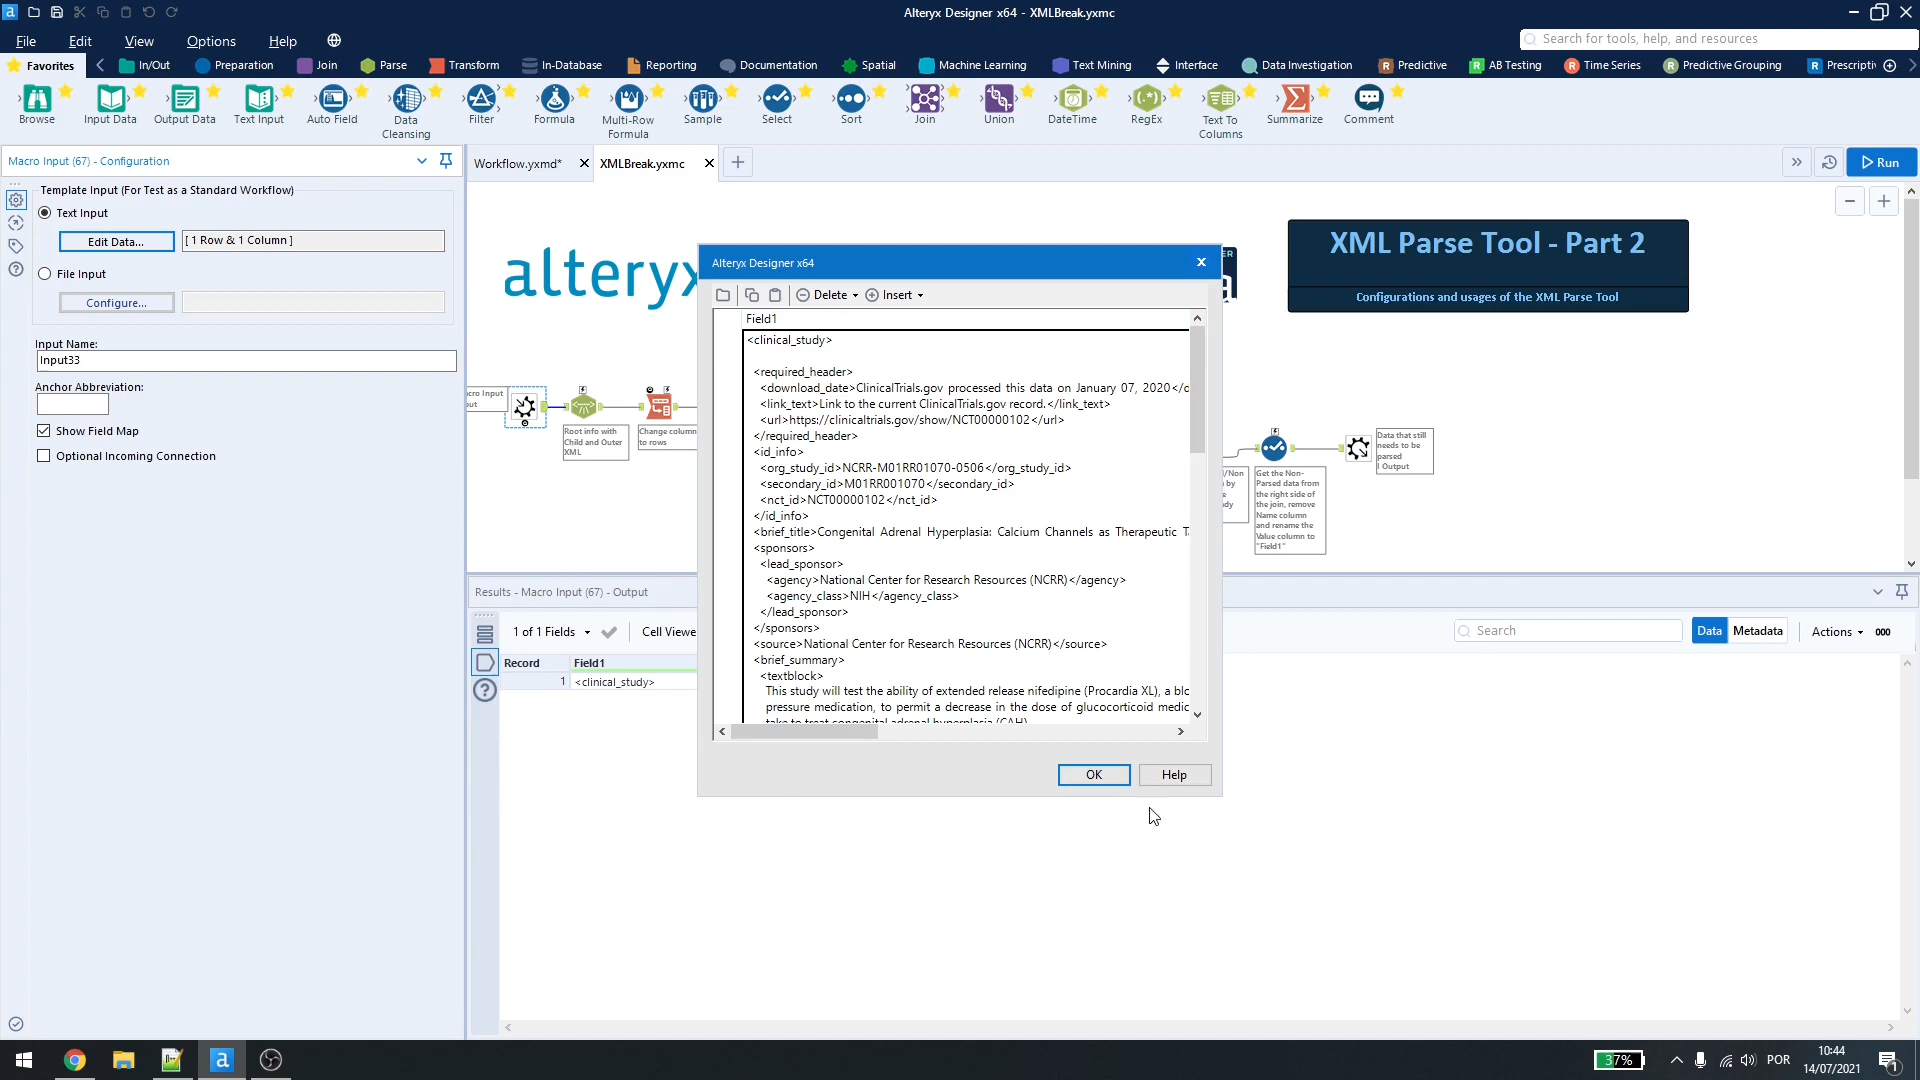 Alteryx Designer x64 - XMLBreak.yxmc
File Edit View Options Help
Search for tools, help, and resources
Favorites In/Out Preparation Join Parse Transform In-Database Reporting Documentation Spatial Machine Learning Text Mining Interface Data Investigation Predictive AB Testing Time Series Predictive Grouping Prescripti
Browse Input Data Output Data Text Input Auto Field Data Cleansing Filter Formula Multi-Row Formula Sample Select Sort Join Union DateTime RegEx Text To Columns Summarize Comment
Macro Input (67) - Configuration
Workflow.yxmd*
XMLBreak.yxmc
Run
Template Input (For Test as a Standard Workflow)
Text Input
Edit Data...
[ 1 Row & 1 Column ]
File Input
Configure...
Input Name:
Input33
Anchor Abbreviation:
Show Field Map
Optional Incoming Connection
alteryx
XML Parse Tool - Part 2
Configurations and usages of the XML Parse Tool
Root info with
Child and Outer
XML
Change column
to rows
Get the Non-
Parsed data from
the right side of
the join, remove
Name column
and rename the
Value column to
"Field1"
Data that still
needs to be
parsed
I Output
Alteryx Designer x64
Delete
Insert
Field1
<clinical_study>
<required_header>
<download_date>ClinicalTrials.gov processed this data on January 07, 2020</d
<link_text>Link to the current ClinicalTrials.gov record.</link_text>
<url>https://clinicaltrials.gov/show/NCT00000102</url>
</required_header>
<id_info>
<org_study_id>NCRR-M01RR01070-0506</org_study_id>
<secondary_id>M01RR001070</secondary_id>
<nct_id>NCT00000102</nct_id>
</id_info>
<brief_title>Congenital Adrenal Hyperplasia: Calcium Channels as Therapeutic T
<sponsors>
<lead_sponsor>
<agency>National Center for Research Resources (NCRR)</agency>
<agency_class>NIH</agency_class>
</lead_sponsor>
</sponsors>
<source>National Center for Research Resources (NCRR)</source>
<brief_summary>
<textblock>
This study will test the ability of extended release nifedipine (Procardia XL), a blo
pressure medication, to permit a decrease in the dose of glucocorticoid medic
take to treat congenital adrenal hyperplasia (CAH)
OK
Help
Results - Macro Input (67) - Output
1 of 1 Fields
Cell Viewe
Search
Data
Metadata
Actions
000
Record Field1
1 <clinical_study>
37%
POR
10:44
14/07/2021
1